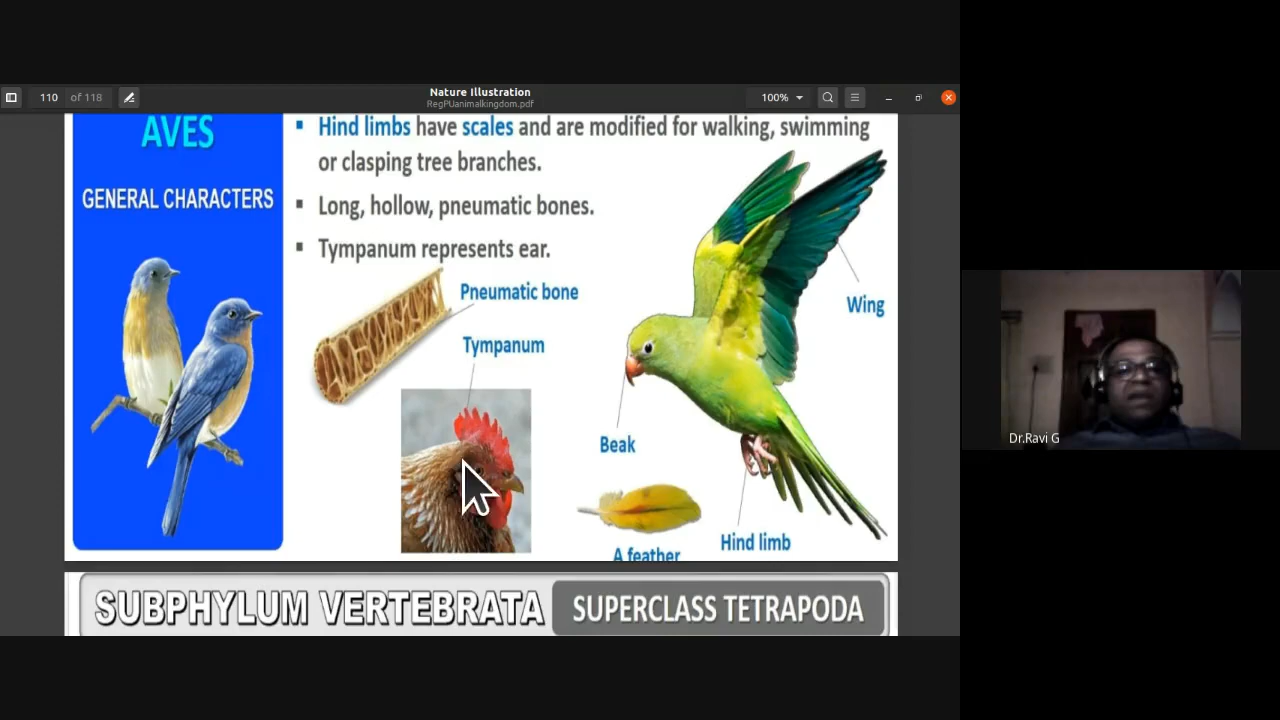 110 of 118
Nature Illustration
RegPUanimalkingdom.pdf
100%
AVES
GENERAL CHARACTERS
▪ Hind limbs have scales and are modified for walking, swimming
or clasping tree branches.
▪ Long, hollow, pneumatic bones.
▪ Tympanum represents ear.
Pneumatic bone
Tympanum
Wing
Beak
A feather
Hind limb
SUBPHYLUM VERTEBRATA
SUPERCLASS TETRAPODA
Dr.Ravi G